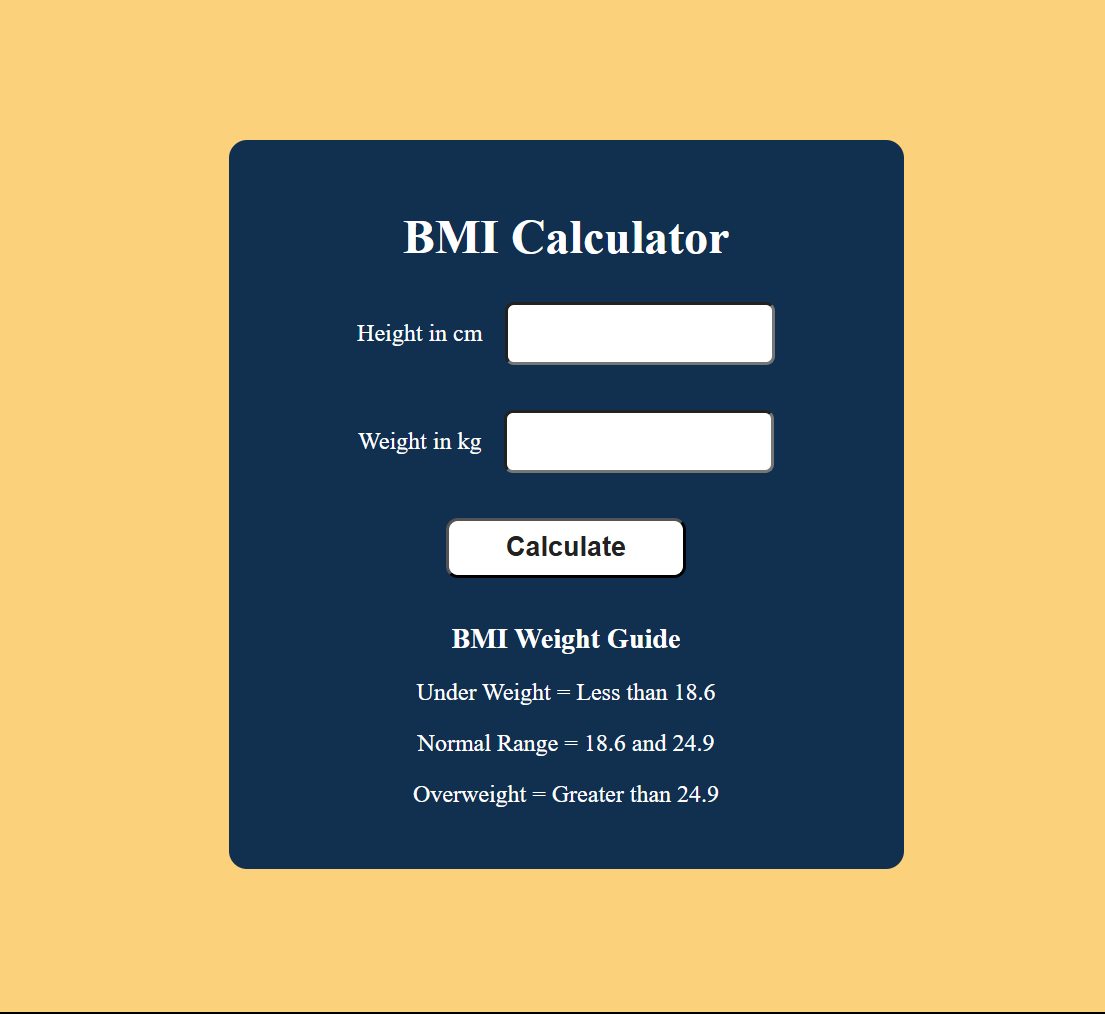 BMI Calculator
Height in cm
Weight in kg
Calculate
BMI Weight Guide
Under Weight = Less than 18.6
Normal Range = 18.6 and 24.9
Overweight = Greater than 24.9